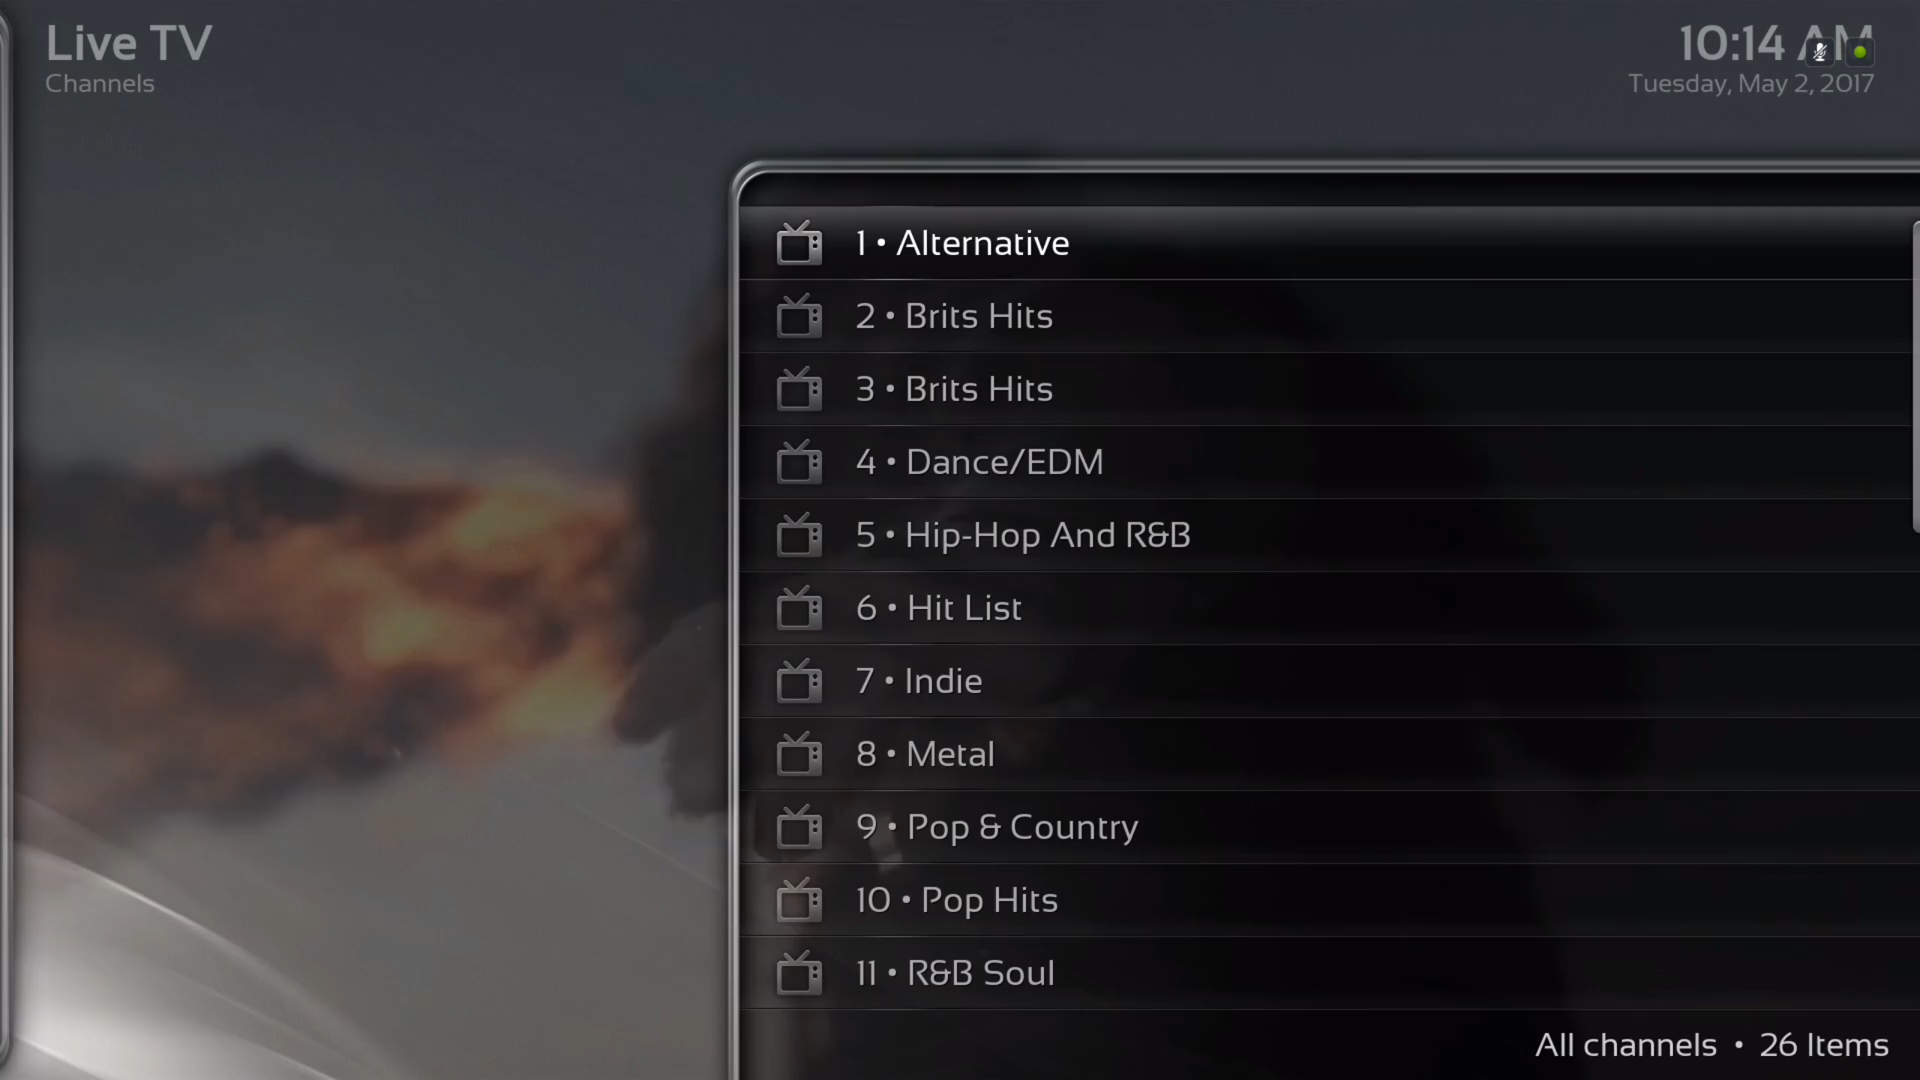 Live TV
Channels
10:14 AM
Tuesday, May 2, 2017
1 • Alternative
2 • Brits Hits
3 • Brits Hits
4 • Dance/EDM
5 • Hip-Hop And R&B
6 • Hit List
7 • Indie
8 • Metal
9 • Pop & Country
10 • Pop Hits
11 • R&B Soul
All channels • 26 Items